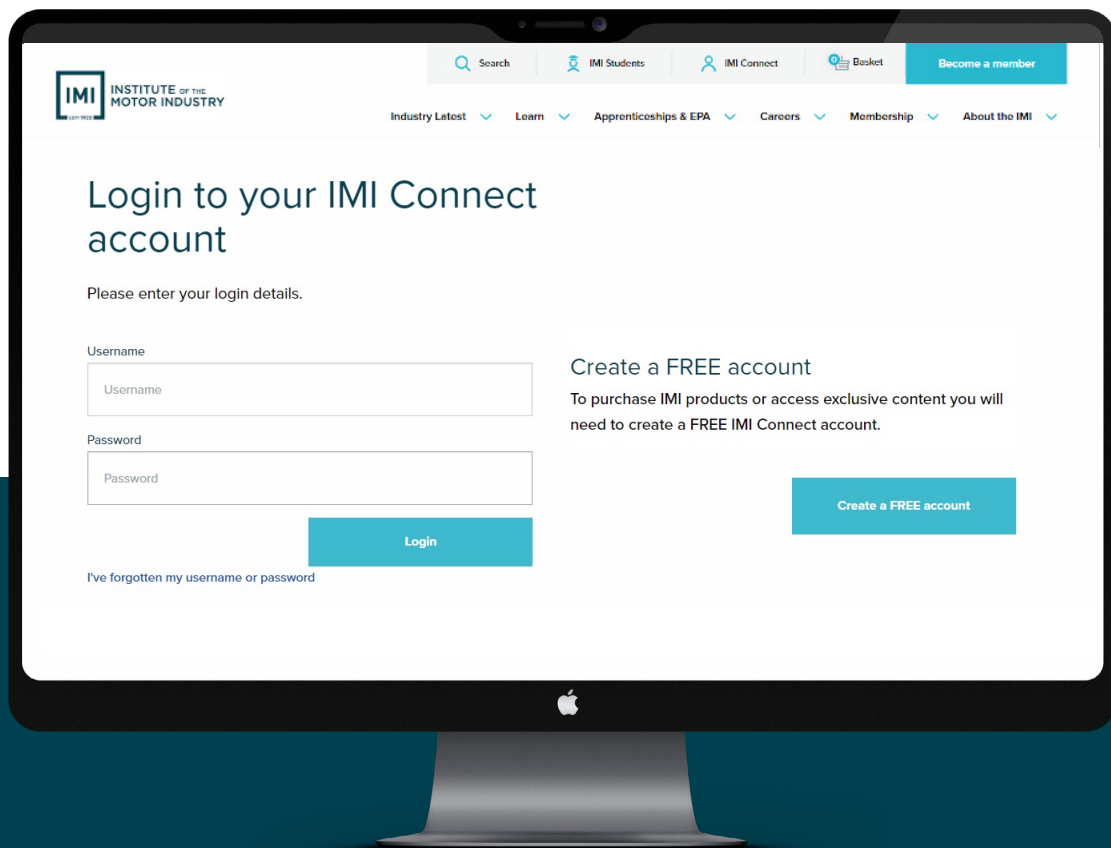 Search
IMI Students
IMI Connect
0
Basket
Become a member
IMI
INSTITUTE OF THE
MOTOR INDUSTRY
Industry Latest
Learn
Apprenticeships & EPA
Careers
Membership
About the IMI
Login to your IMI Connect
account
Please enter your login details.
Username
Username
Password
Password
Login
I've forgotten my username or password
Create a FREE account
To purchase IMI products or access exclusive content you will
need to create a FREE IMI Connect account.
Create a FREE account